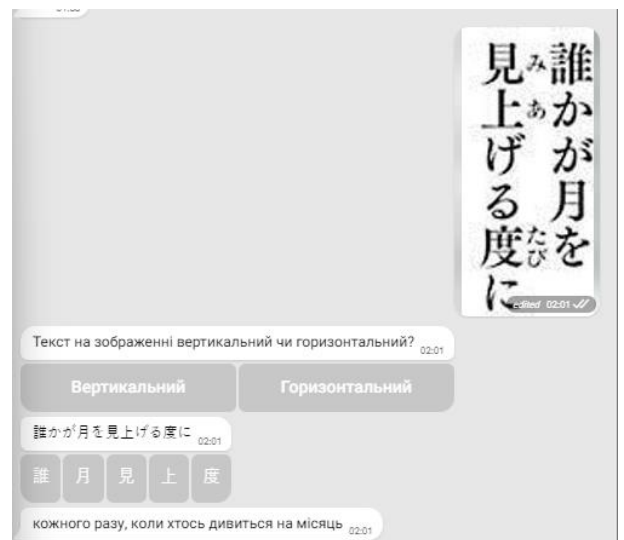 誰かが月を
見上げる度に
み
あ
たび
edited 02:01
Текст на зображенні вертикальний чи горизонтальний? 02:01
Вертикальний
Горизонтальний
誰かが月を見上げる度に 02:01
誰
月
見
上
度
кожного разу, коли хтось дивиться на місяць 02:01